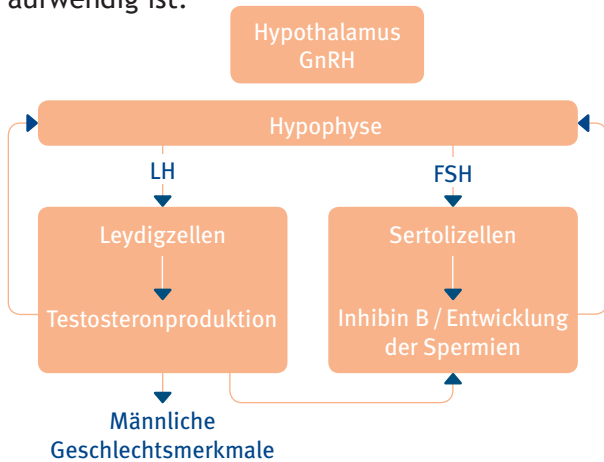 aufwendig ist.
Hypothalamus
GnRH
Hypophyse
LH
FSH
Leydigzellen
Testosteronproduktion
Sertolizellen
Inhibin B / Entwicklung
der Spermien
Männliche
Geschlechtsmerkmale